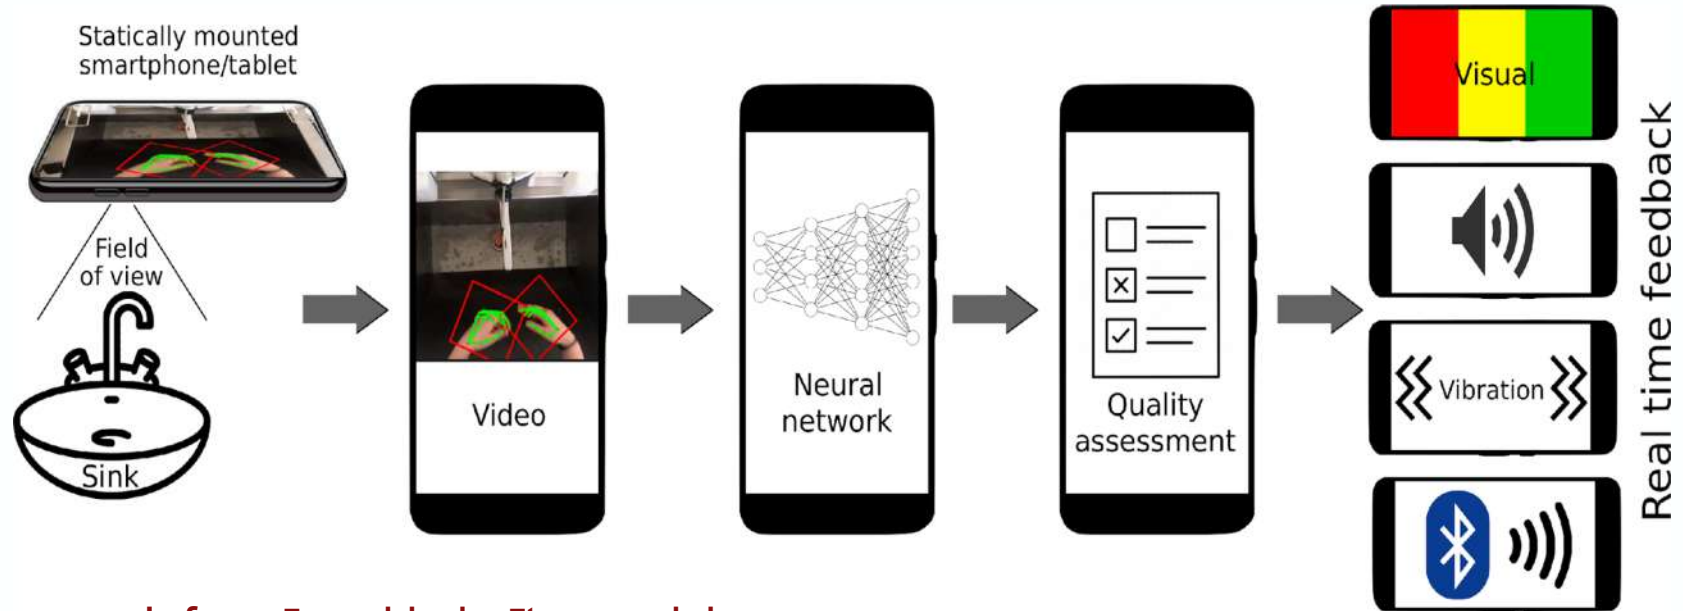 Statically mounted
smartphone/tablet
Field
of view
Sink
Video
Neural
network
Quality
assessment
Visual
Vibration
Real time feedback